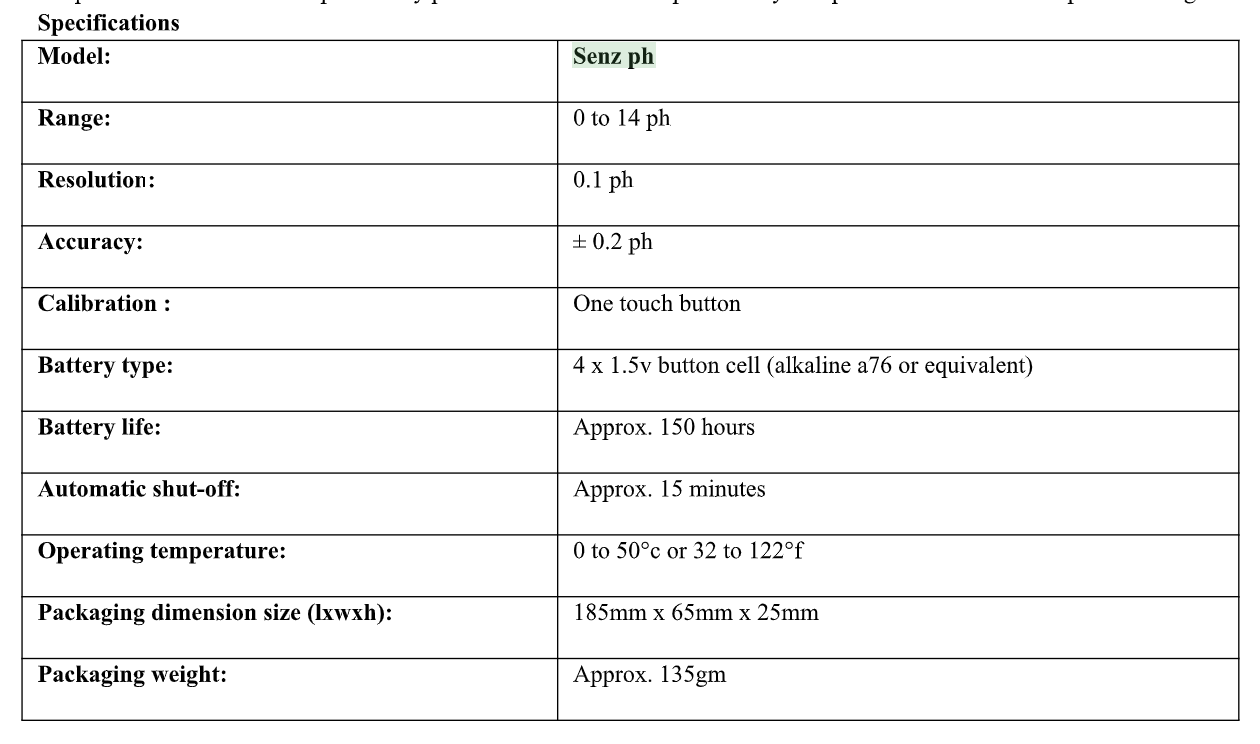 Specifications
Model: Senz ph
Range: 0 to 14 ph
Resolution: 0.1 ph
Accuracy: ± 0.2 ph
Calibration : One touch button
Battery type: 4 x 1.5v button cell (alkaline a76 or equivalent)
Battery life: Approx. 150 hours
Automatic shut-off: Approx. 15 minutes
Operating temperature: 0 to 50°c or 32 to 122°f
Packaging dimension size (lxwxh): 185mm x 65mm x 25mm
Packaging weight: Approx. 135gm